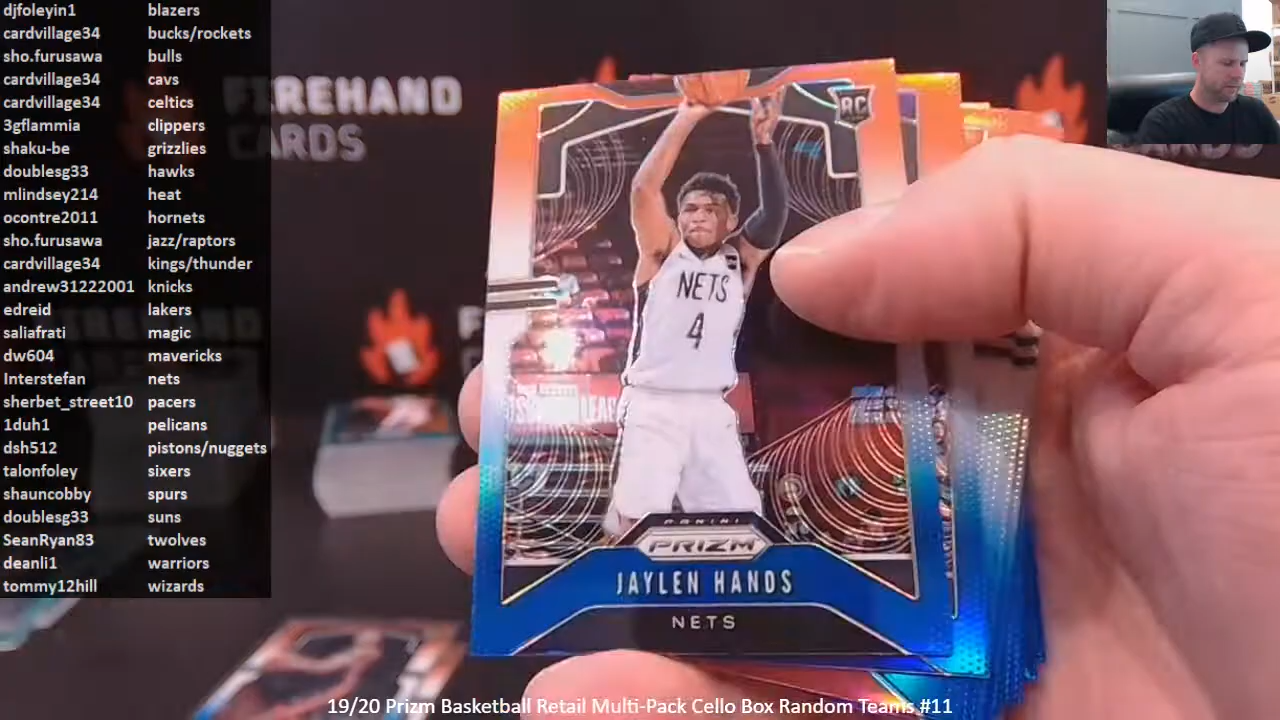 djfoleyin1 blazers
cardvillage34 bucks/rockets
sho.furusawa bulls
cardvillage34 cavs
cardvillage34 celtics
3gflammia clippers
shaku-be grizzlies
doublesg33 hawks
mlindsey214 heat
ocontre2011 hornets
sho.furusawa jazz/raptors
cardvillage34 kings/thunder
andrew31222001 knicks
edreid lakers
saliafrati magic
dw604 mavericks
Interstefan nets
sherbet_street10 pacers
1duh1 pelicans
dsh512 pistons/nuggets
talonfoley sixers
shauncobby spurs
doublesg33 suns
SeanRyan83 twolves
deanli1 warriors
tommy12hill wizards
FIREHAND
CARDS
RC
NETS
4
PANINI
PRIZM
JAYLEN HANDS
NETS
19/20 Prizm Basketball Retail Multi-Pack Cello Box Random Teams #11